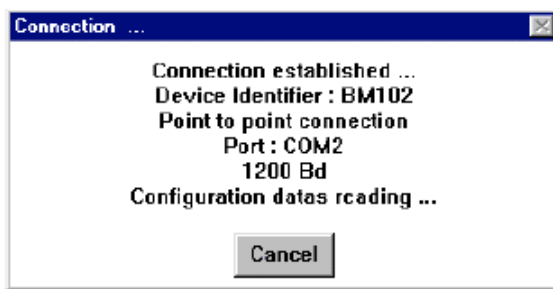 Connection ...
Connection established ...
Device Identifier : BM102
Point to point connection
Port : COM2
1200 Bd
Configuration datas reading ...
Cancel